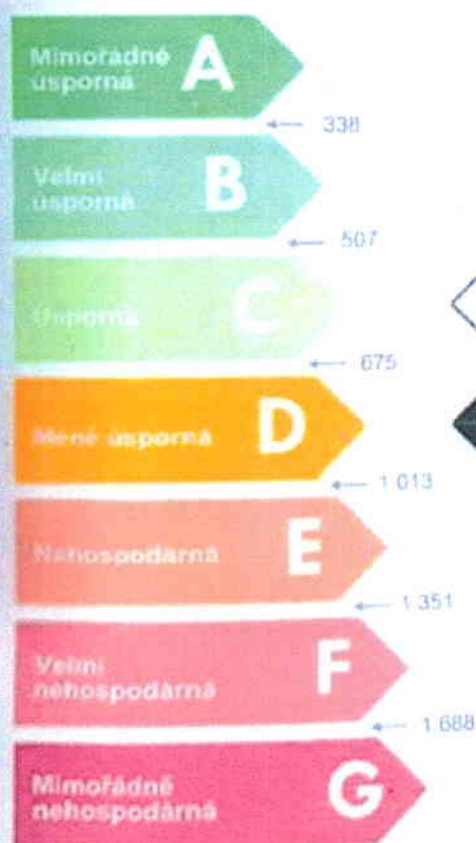 Mimořádně
úsporná
A
338
Velmi
úsporná
B
507
Úsporná
C
675
Méně úsporná
D
1 013
Nehospodárná
E
1 351
Velmi
nehospodárná
F
1 688
Mimořádně
nehospodárná
G